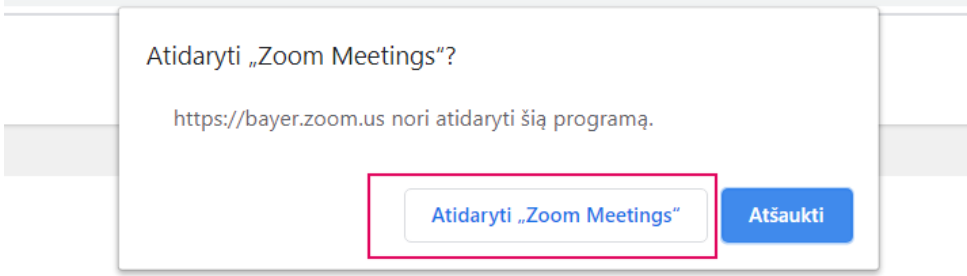 Atidaryti „Zoom Meetings“?
https://bayer.zoom.us nori atidaryti šią programą.
Atidaryti „Zoom Meetings“
Atšaukti